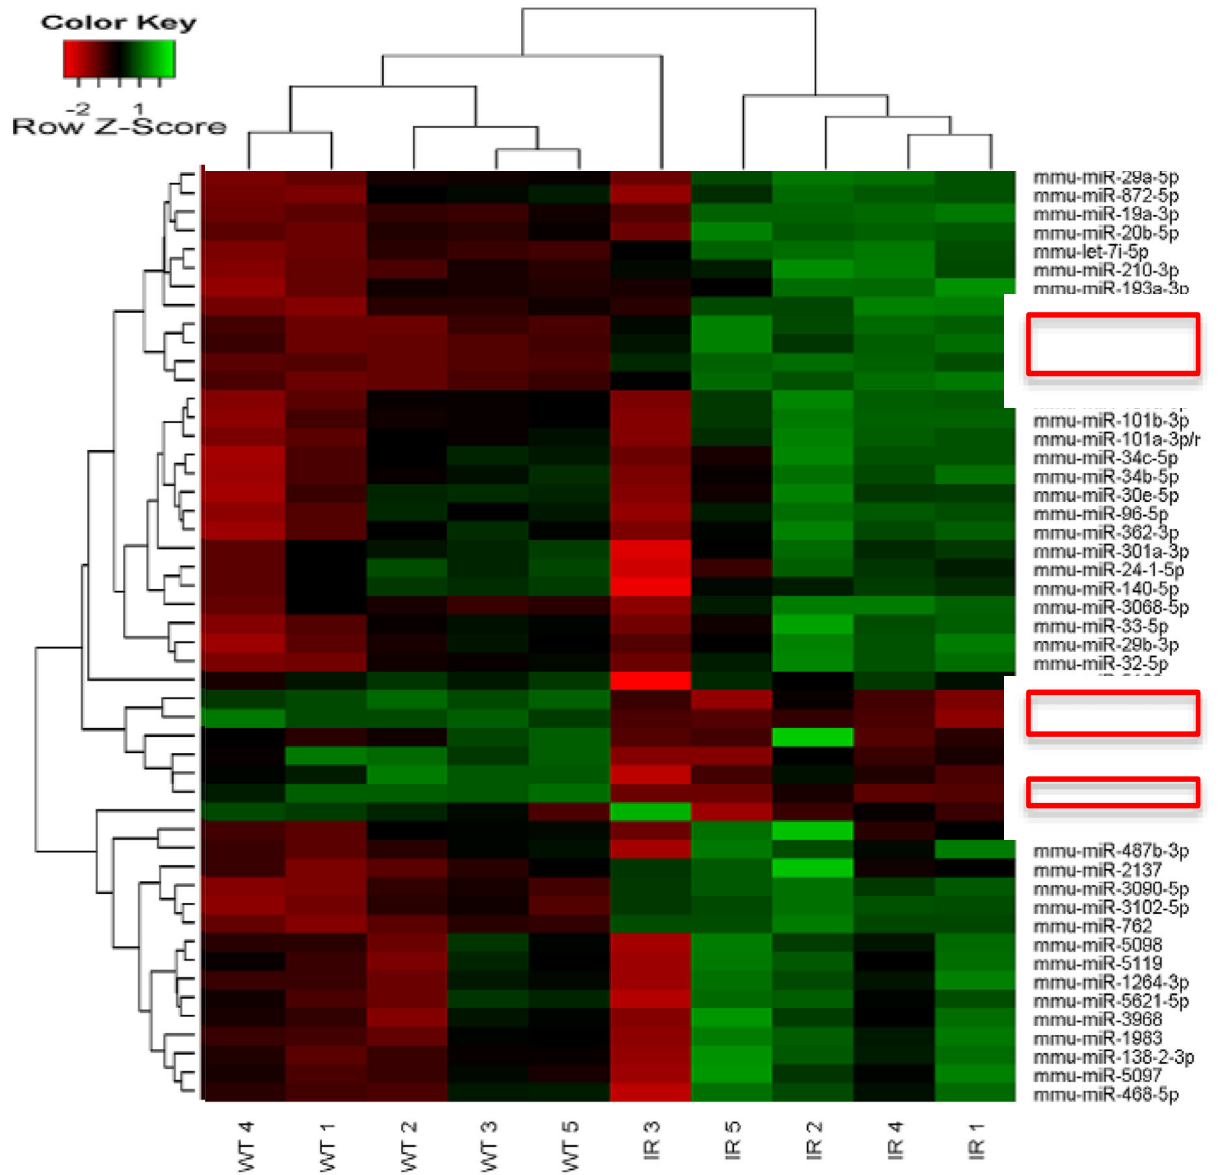 Color Key
-2 1
Row Z-Score
mmu-miR-29a-5p
mmu-miR-872-5p
mmu-miR-19a-3p
mmu-miR-20b-5p
mmu-let-7i-5p
mmu-miR-210-3p
mmu-miR-193a-3p
mmu-miR-101b-3p
mmu-miR-101a-3p/r
mmu-miR-34c-5p
mmu-miR-34b-5p
mmu-miR-30e-5p
mmu-miR-96-5p
mmu-miR-362-3p
mmu-miR-301a-3p
mmu-miR-24-1-5p
mmu-miR-140-5p
mmu-miR-3068-5p
mmu-miR-33-5p
mmu-miR-29b-3p
mmu-miR-32-5p
mmu-miR-487b-3p
mmu-miR-2137
mmu-miR-3090-5p
mmu-miR-3102-5p
mmu-miR-762
mmu-miR-5098
mmu-miR-5119
mmu-miR-1264-3p
mmu-miR-5621-5p
mmu-miR-3968
mmu-miR-1983
mmu-miR-138-2-3p
mmu-miR-5097
mmu-miR-468-5p
WT 4
WT 1
WT 2
WT 3
WT 5
IR 3
IR 5
IR 2
IR 4
IR 1